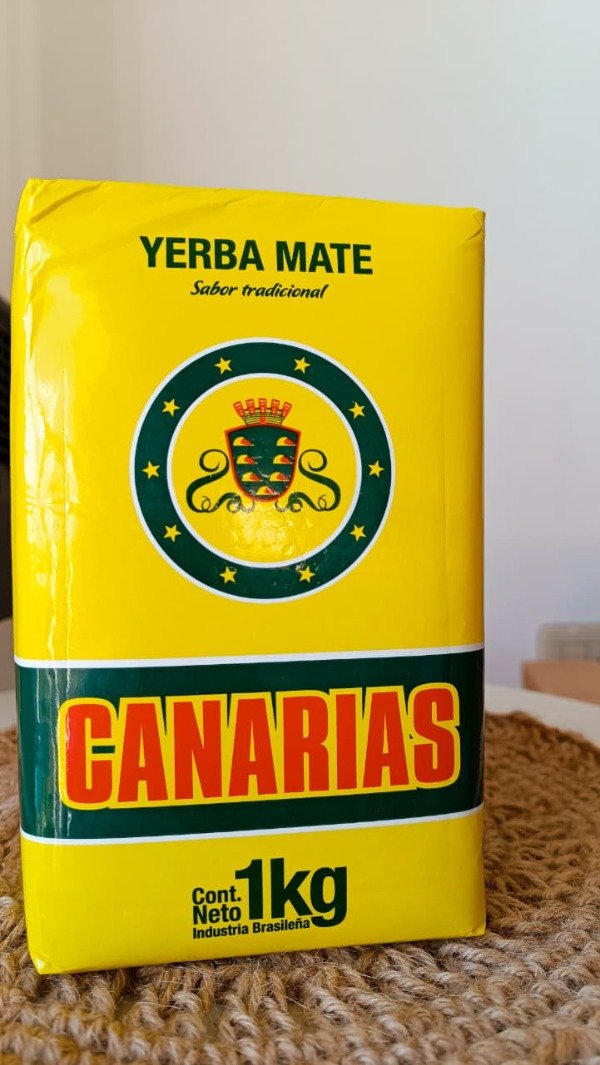 YERBA MATE
Sabor tradicional
CANARIAS
Cont. Neto 1kg
Industria Brasileña